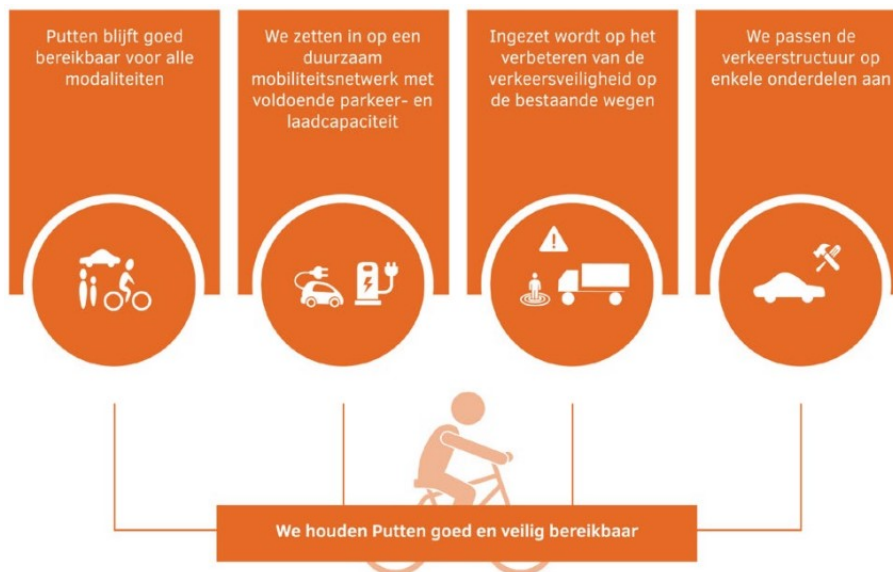 Putten blijft goed
bereikbaar voor alle
modaliteiten
We zetten in op een
duurzaam
mobiliteitsnetwerk met
voldoende parkeer- en
laadcapaciteit
Ingezet wordt op het
verbeteren van de
verkeersveiligheid op
de bestaande wegen
We passen de
verkeerstructuur op
enkele onderdelen aan
We houden Putten goed en veilig bereikbaar